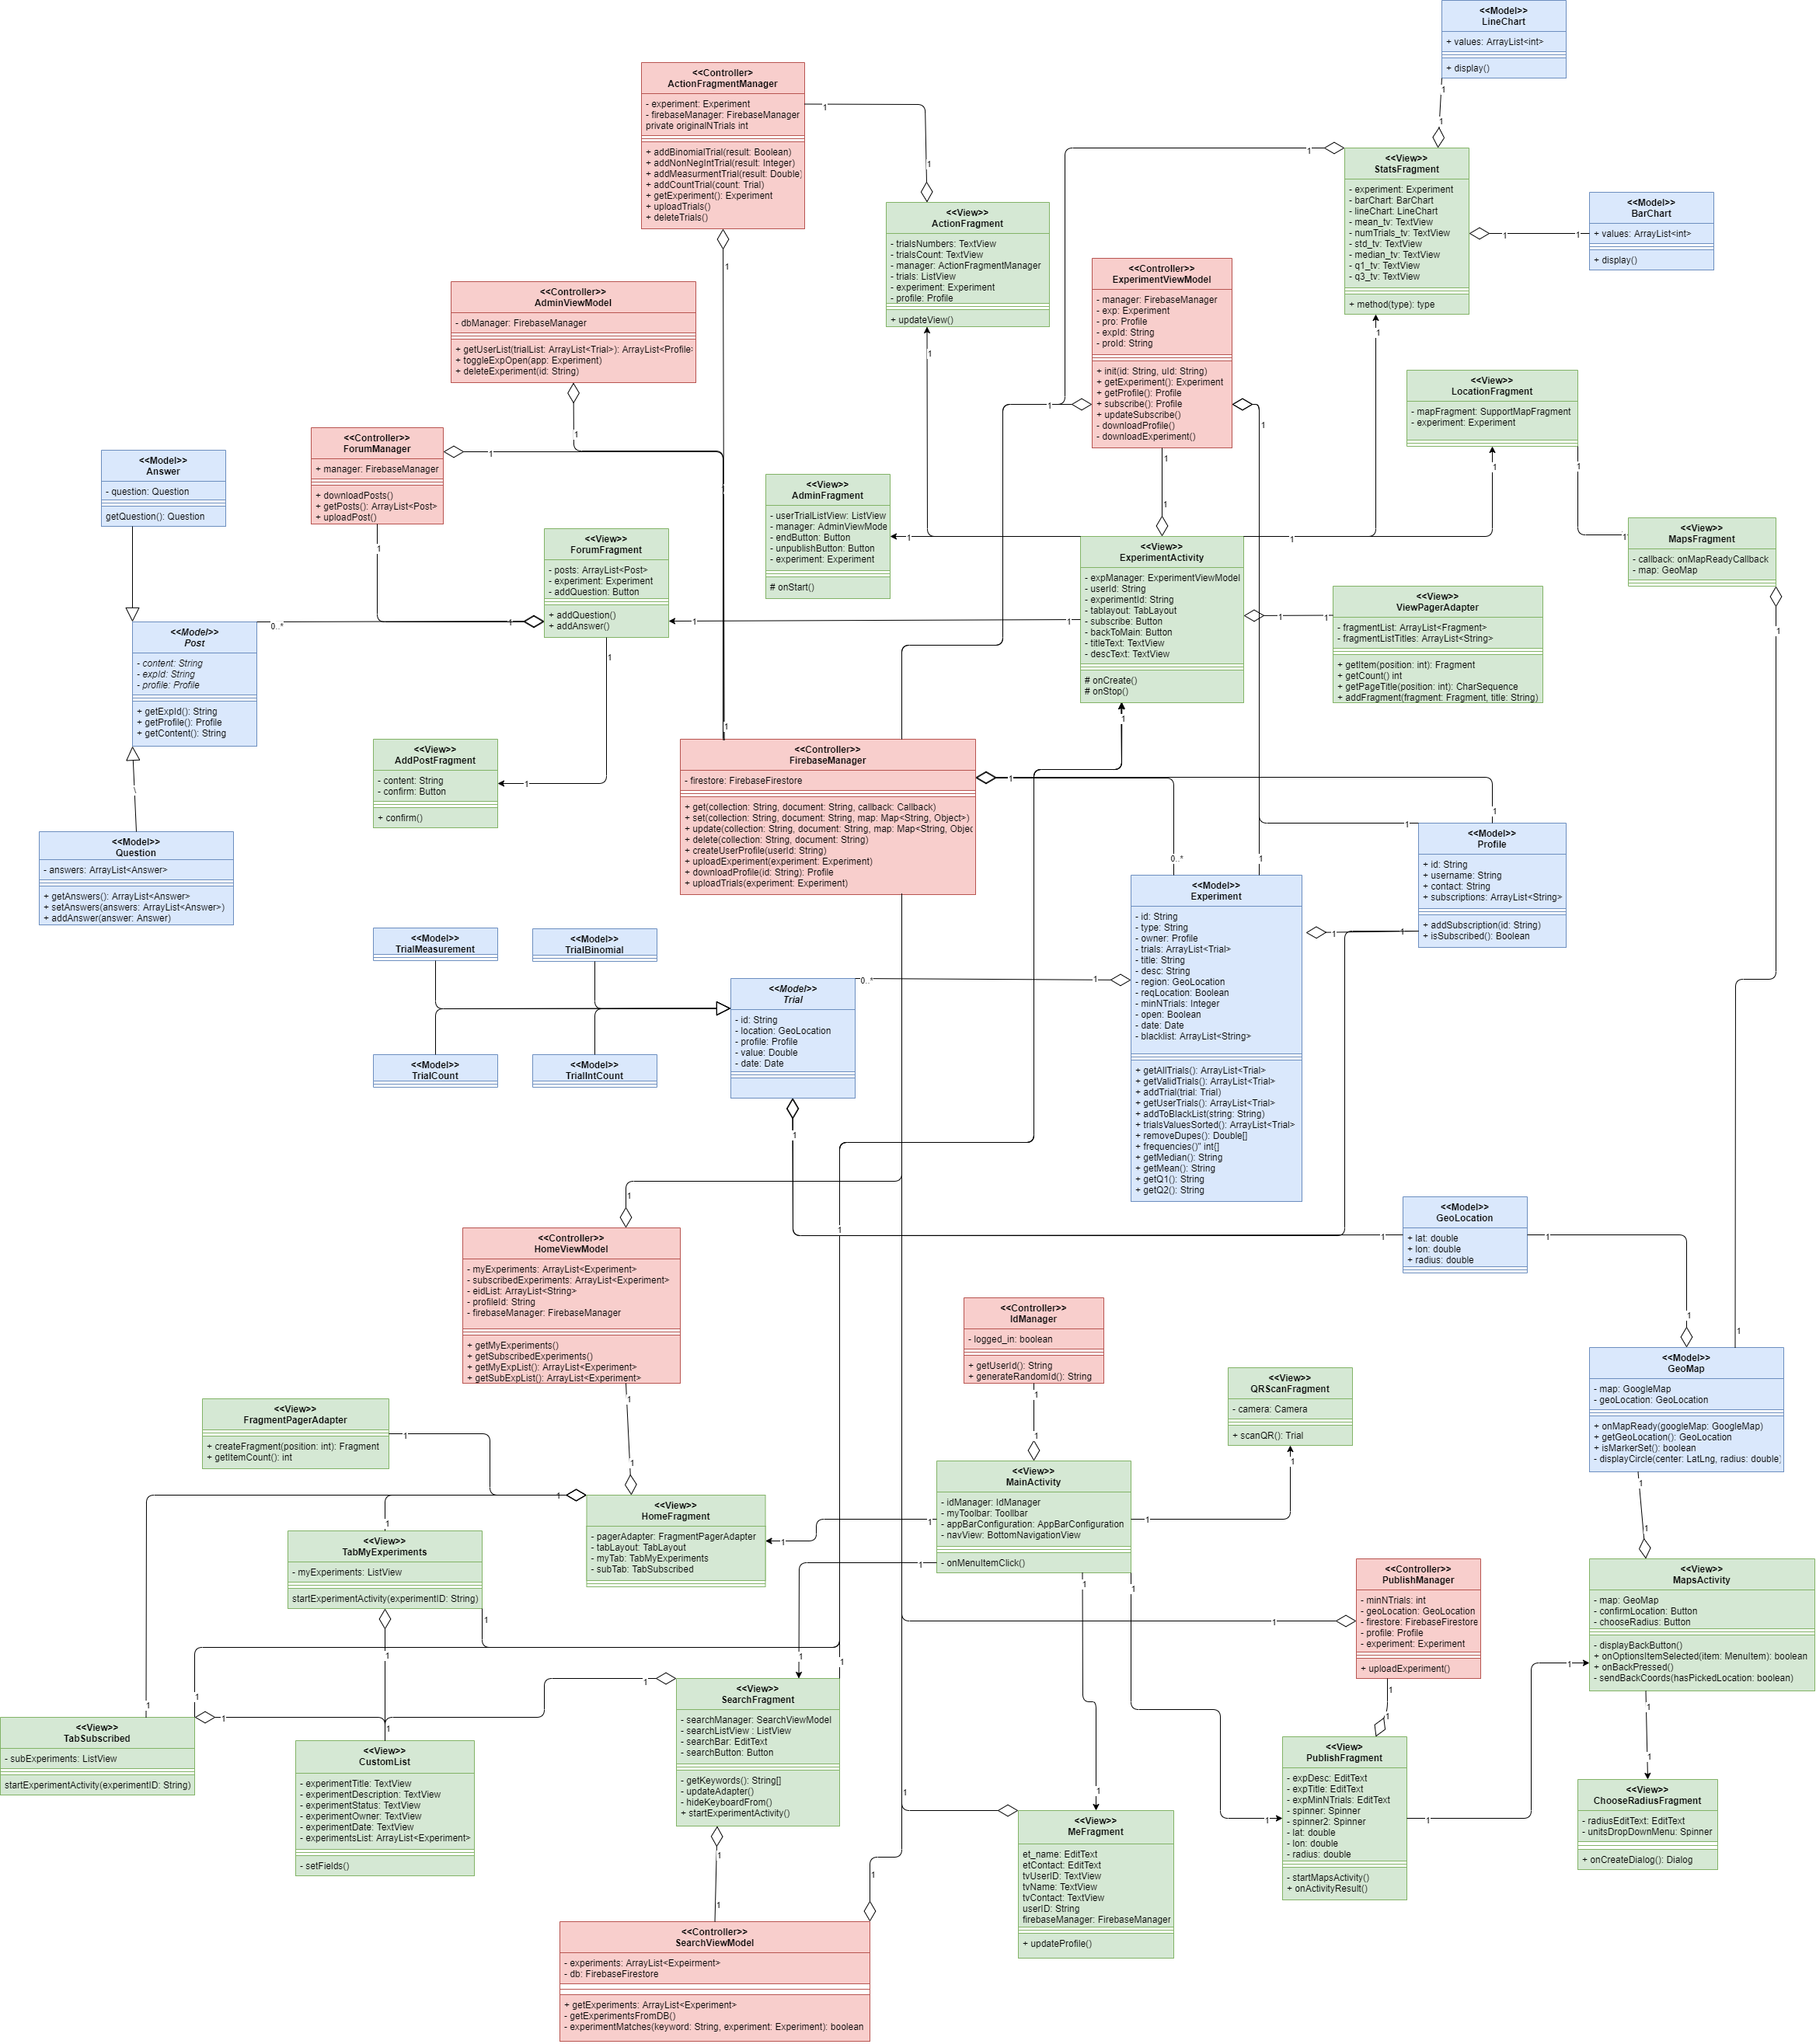 <<Model>>
LineChart
+ values: ArrayList<int>
+ display()
1
1
<<Controller>
ActionFragmentManager
- experiment: Experiment
- firebaseManager: FirebaseManager
private originalNTrials int
+ addBinomialTrial(result: Boolean)
+ addNonNegIntTrial(result: Integer)
+ addMeasurmentTrial(result: Double)
+ addCountTrial(count: Trial)
+ getExperiment(): Experiment
+ uploadTrials()
+ deleteTrials()
1
1
1
<<View>>
StatsFragment
- experiment: Experiment
- barChart: BarChart
- lineChart: LineChart
- mean_tv: TextView
- numTrials_tv: TextView
- std_tv: TextView
- median_tv: TextView
- q1_tv: TextView
- q3_tv: TextView
+ method(type): type
1
1
1
1
<<Model>>
BarChart
+ values: ArrayList<int>
+ display()
<<View>>
ActionFragment
- trialsNumbers: TextView
- trialsCount: TextView
- manager: ActionFragmentManager
- trials: ListView
- experiment: Experiment
- profile: Profile
+ updateView()
1
<<Controller>>
ExperimentViewModel
- manager: FirebaseManager
- exp: Experiment
- pro: Profile
- expId: String
- proId: String
+ init(id: String, uId: String)
+ getExperiment(): Experiment
+ getProfile(): Profile
+ subscribe(): Profile
+ updateSubscribe()
- downloadProfile()
- downloadExperiment()
1
1
1
1
<<Controller>>
AdminViewModel
- dbManager: FirebaseManager
+ getUserList(trialList: ArrayList<Trial>): ArrayList<Profile>
+ toggleExpOpen(app: Experiment)
+ deleteExperiment(id: String)
1
<<View>>
LocationFragment
- mapFragment: SupportMapFragment
- experiment: Experiment
1
1
1
<<Controller>>
ForumManager
+ manager: FirebaseManager
+ downloadPosts()
+ getPosts(): ArrayList<Post>
+ uploadPost()
1
1
1
<<Model>>
Answer
- question: Question
getQuestion(): Question
<<View>>
AdminFragment
- userTrialListView: ListView
- manager: AdminViewMode
- endButton: Button
- unpublishButton: Button
- experiment: Experiment
# onStart()
1
1
<<View>>
MapsFragment
- callback: onMapReadyCallback
- map: GeoMap
1
<<View>>
ForumFragment
- posts: ArrayList<Post>
- experiment: Experiment
- addQuestion: Button
+ addQuestion()
+ addAnswer()
0..*
1
1
1
<<View>>
ExperimentActivity
- expManager: ExperimentViewModel
- userId: String
- experimentId: String
- tablayout: TabLayout
- subscribe: Button
- backToMain: Button
- titleText: TextView
- descText: TextView
# onCreate()
# onStop()
1
1
1
1
<<View>>
ViewPagerAdapter
- fragmentList: ArrayList<Fragment>
- fragmentListTitles: ArrayList<String>
+ getItem(position: int): Fragment
+ getCount() int
+ getPageTitle(position: int): CharSequence
+ addFragment(fragment: Fragment, title: String)
<<Model>>
Post
- content: String
- expId: String
- profile: Profile
+ getExpId(): String
+ getProfile(): Profile
+ getContent(): String
<<View>>
AddPostFragment
- content: String
- confirm: Button
+ confirm()
1
1
<<Controller>>
FirebaseManager
- firestore: FirebaseFirestore
+ get(collection: String, document: String, callback: Callback)
+ set(collection: String, document: String, map: Map<String, Object>)
+ update(collection: String, document: String, map: Map<String, Objec
+ delete(collection: String, document: String)
+ createUserProfile(userId: String)
+ uploadExperiment(experiment: Experiment)
+ downloadProfile(id: String): Profile
+ uploadTrials(experiment: Experiment)
1
1
0..*
1
1
<<Model>>
Question
- answers: ArrayList<Answer>
+ getAnswers(): ArrayList<Answer>
+ setAnswers(answers: ArrayList<Answer>)
+ addAnswer(answer: Answer)
<<Model>>
Profile
+ id: String
+ username: String
+ contact: String
+ subscriptions: ArrayList<String>
+ addSubscription(id: String)
+ isSubscribed(): Boolean
<<Model>>
Experiment
- id: String
- type: String
- owner: Profile
- trials: ArrayList<Trial>
- title: String
- desc: String
- region: GeoLocation
- reqLocation: Boolean
- minNTrials: Integer
- open: Boolean
- date: Date
- blacklist: ArrayList<String>
+ getAllTrials(): ArrayList<Trial>
+ getValidTrials(): ArrayList<Trial>
+ addTrial(trial: Trial)
+ getUserTrials(): ArrayList<Trial>
+ addToBlackList(string: String)
+ trialsValuesSorted(): ArrayList<Trial>
+ removeDupes(): Double[]
+ frequencies()" int[]
+ getMedian(): String
+ getMean(): String
+ getQ1(): String
+ getQ2(): String
1
1
<<Model>>
TrialMeasurement
<<Model>>
TrialBinomial
<<Model>>
Trial
- id: String
- location: GeoLocation
- profile: Profile
- value: Double
- date: Date
0..*
1
1
<<Model>>
TrialCount
<<Model>>
TrialIntCount
<<Model>>
GeoLocation
+ lat: double
+ lon: double
+ radius: double
1
1
1
1
1
1
<<Controller>>
HomeViewModel
- myExperiments: ArrayList<Experiment>
- subscribedExperiments: ArrayList<Experiment>
- eidList: ArrayList<String>
- profileId: String
- firebaseManager: FirebaseManager
+ getMyExperiments()
+ getSubscribedExperiments()
+ getMyExpList(): ArrayList<Experiment>
+ getSubExpList(): ArrayList<Experiment>
1
1
<<Controller>>
IdManager
- logged_in: boolean
+ getUserId(): String
+ generateRandomId(): String
1
1
<<Model>>
GeoMap
- map: GoogleMap
- geoLocation: GeoLocation
+ onMapReady(googleMap: GoogleMap)
+ getGeoLocation(): GeoLocation
+ isMarkerSet(): boolean
- displayCircle(center: LatLng, radius: double)
1
1
<<View>>
QRScanFragment
- camera: Camera
+ scanQR(): Trial
1
<<View>>
FragmentPagerAdapter
+ createFragment(position: int): Fragment
+ getItemCount(): int
1
1
<<View>>
HomeFragment
- pagerAdapter: FragmentPagerAdapter
- tabLayout: TabLayout
- myTab: TabMyExperiments
- subTab: TabSubscribed
1
1
<<View>>
MainActivity
- idManager: IdManager
- myToolbar: Toollbar
- appBarConfiguration: AppBarConfiguration
- navView: BottomNavigationView
- onMenuItemClick()
1
1
1
1
<<View>>
TabMyExperiments
- myExperiments: ListView
startExperimentActivity(experimentID: String)
1
1
1
<<Controller>>
PublishManager
- minNTrials: int
- geoLocation: GeoLocation
- firestore: FirebaseFirestore
- profile: Profile
- experiment: Experiment
+ uploadExperiment()
1
1
1
<<View>>
MapsActivity
- map: GeoMap
- confirmLocation: Button
- chooseRadius: Button
- displayBackButton()
+ onOptionsItemSelected(item: MenuItem): boolean
+ onBackPressed()
- sendBackCoords(hasPickedLocation: boolean)
1
1
1
<<View>>
TabSubscribed
- subExperiments: ListView
startExperimentActivity(experimentID: String)
1
1
1
1
<<View>>
SearchFragment
- searchManager: SearchViewModel
- searchListView : ListView
- searchBar: EditText
- searchButton: Button
- getKeywords(): String[]
- updateAdapter()
- hideKeyboardFrom()
+ startExperimentActivity()
1
1
1
1
1
<<View>>
CustomList
- experimentTitle: TextView
- experimentDescription: TextView
- experimentStatus: TextView
- experimentOwner: TextView
- experimentDate: TextView
- experimentsList: ArrayList<Experiment>
- setFields()
<<View>
PublishFragment
- expDesc: EditText
- expTitle: EditText
- expMinNTrials: EditText
- spinner: Spinner
- spinner2: Spinner
- lat: double
- lon: double
- radius: double
- startMapsActivity()
+ onActivityResult()
1
1
<<View>>
ChooseRadiusFragment
- radiusEditText: EditText
- unitsDropDownMenu: Spinner
+ onCreateDialog(): Dialog
1
1
<<View>>
MeFragment
et_name: EditText
etContact: EditText
tvUserID: TextView
tvName: TextView
tvContact: TextView
userID: String
firebaseManager: FirebaseManager
+ updateProfile()
1
1
<<Controller>>
SearchViewModel
- experiments: ArrayList<Expeirment>
- db: FirebaseFirestore
+ getExperiments: ArrayList<Experiment>
- getExperimentsFromDB()
- experimentMatches(keyword: String, experiment: Experiment): boolean